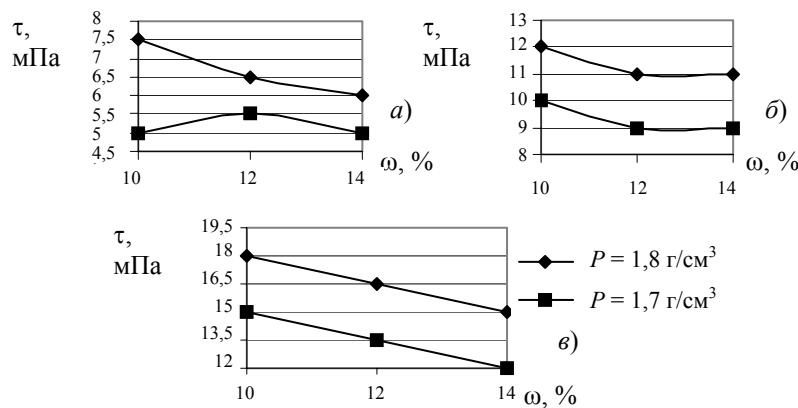 τ,
мПа
8
7,5
7
6,5
6
5,5
5
4,5
10
12
14
ω, %
а)
τ,
мПа
13
12
11
10
9
8
10
12
14
ω, %
б)
τ,
мПа
19,5
18
16,5
15
13,5
12
10
12
14
ω, %
в)
P = 1,8 г/см³
P = 1,7 г/см³